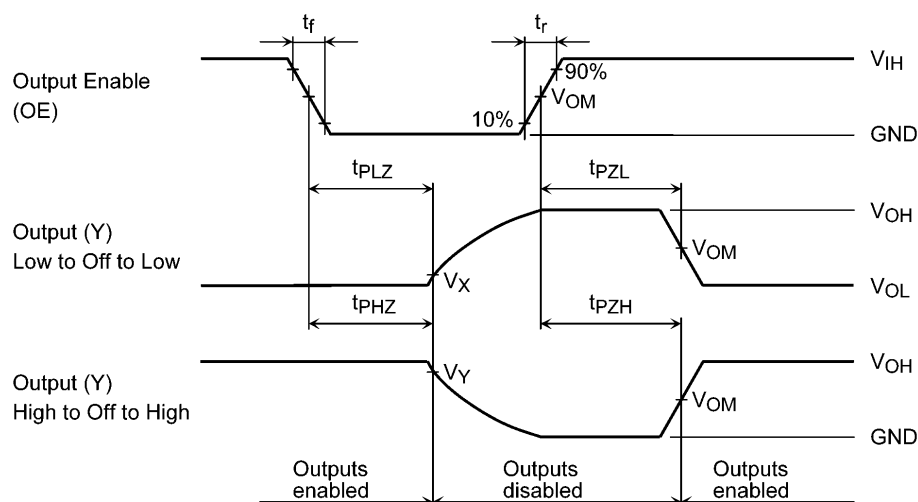 tf
tr
Output Enable
(OE)
90%
VOM
10%
VIH
GND
tPLZ
tPZL
Output (Y)
Low to Off to Low
VX
VOM
VOH
VOL
tPHZ
tPZH
Output (Y)
High to Off to High
VY
VOM
VOH
GND
Outputs
enabled
Outputs
disabled
Outputs
enabled